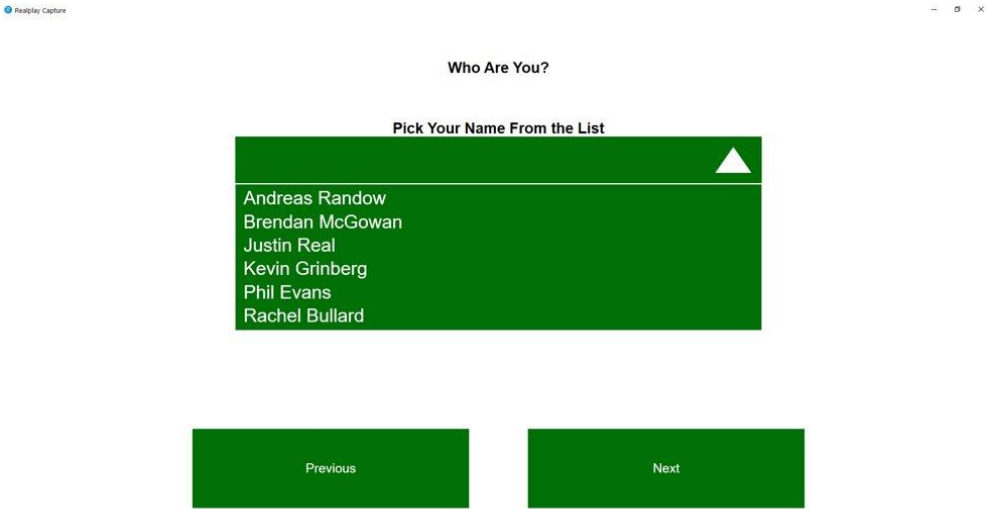 Realplay Capture
Who Are You?
Pick Your Name From the List
Andreas Randow
Brendan McGowan
Justin Real
Kevin Grinberg
Phil Evans
Rachel Bullard
Previous
Next